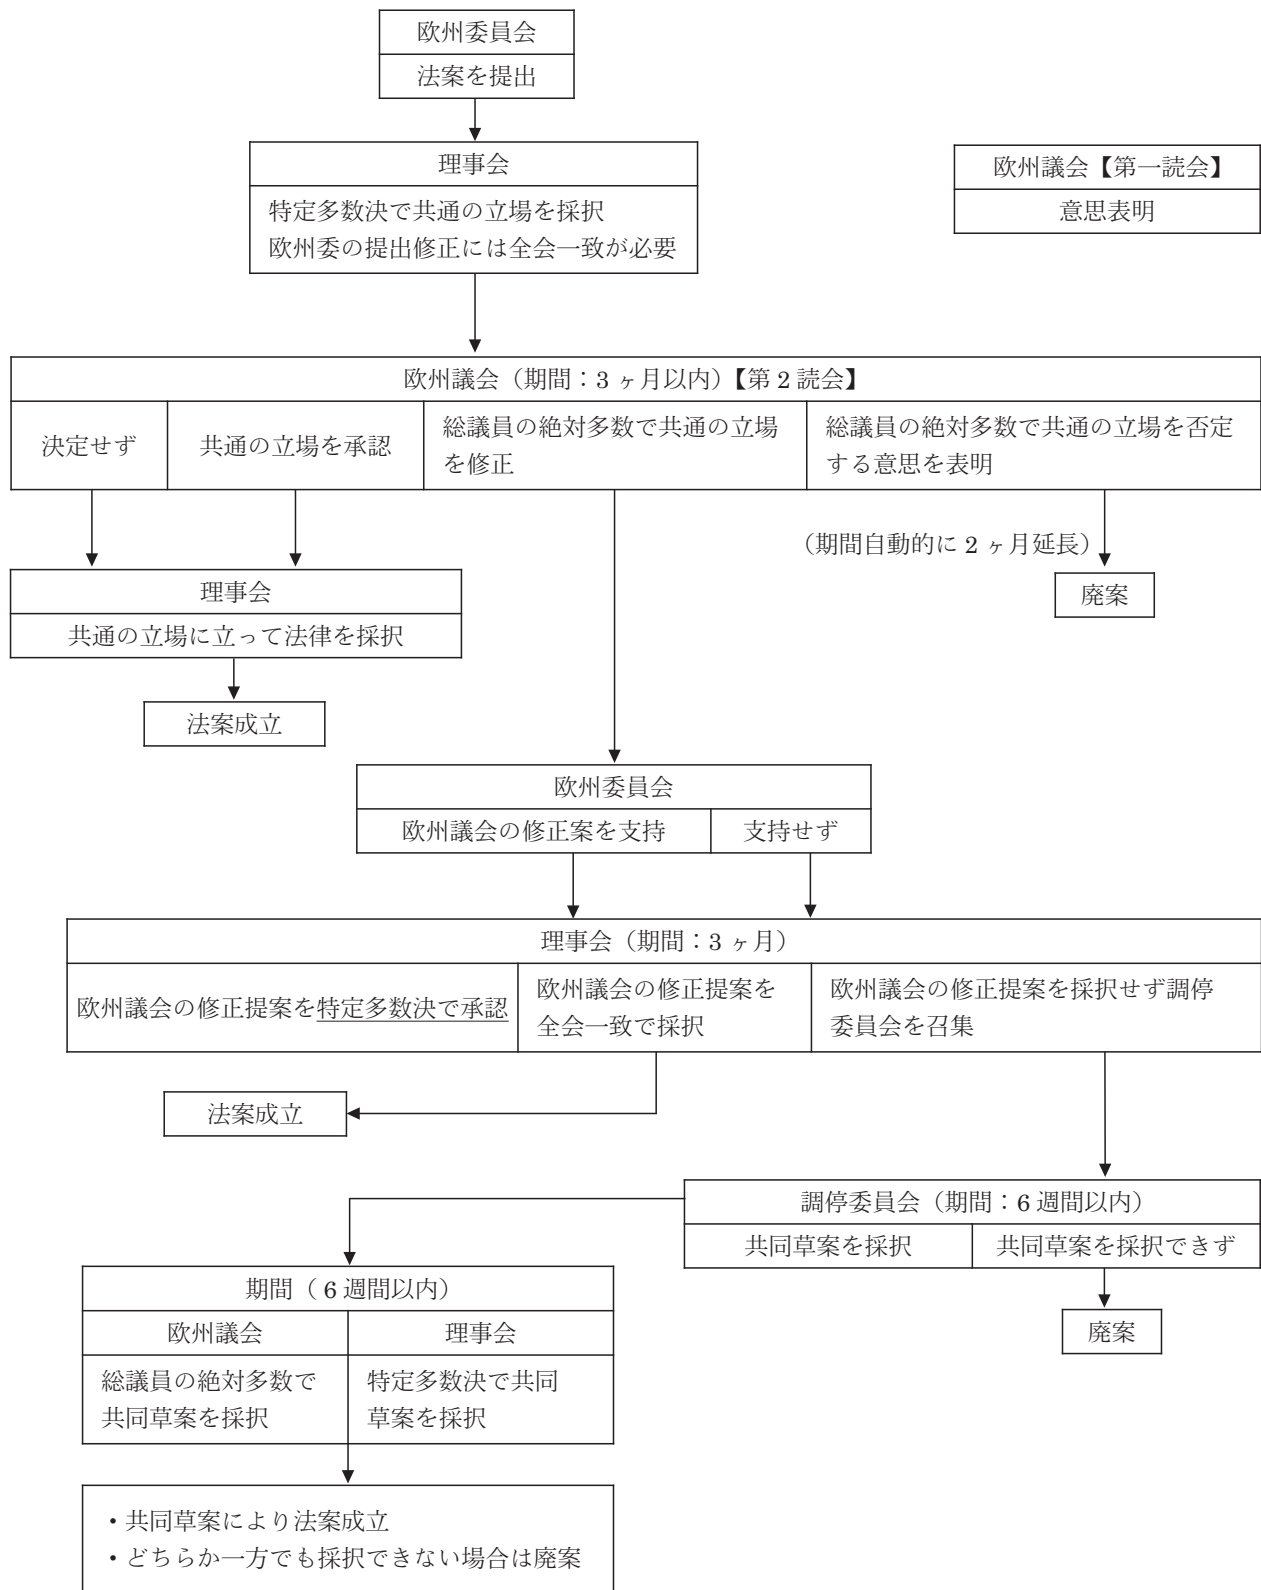 欧州委員会
法案を提出
理事会
特定多数決で共通の立場を採択
欧州委の提出修正には全会一致が必要
欧州議会【第一読会】
意思表明
欧州議会（期間：3 ヶ月以内）【第 2 読会】
決定せず
共通の立場を承認
総議員の絶対多数で共通の立場
を修正
総議員の絶対多数で共通の立場を否定
する意思を表明
（期間自動的に 2 ヶ月延長）
廃案
理事会
共通の立場に立って法律を採択
法案成立
欧州委員会
欧州議会の修正案を支持
支持せず
理事会（期間：3 ヶ月）
欧州議会の修正提案を特定多数決で承認
欧州議会の修正提案を
全会一致で採択
欧州議会の修正提案を採択せず調停
委員会を召集
法案成立
調停委員会（期間：6 週間以内）
共同草案を採択
共同草案を採択できず
廃案
期間（ 6 週間以内）
欧州議会
理事会
総議員の絶対多数で
共同草案を採択
特定多数決で共同
草案を採択
・共同草案により法案成立
・どちらか一方でも採択できない場合は廃案